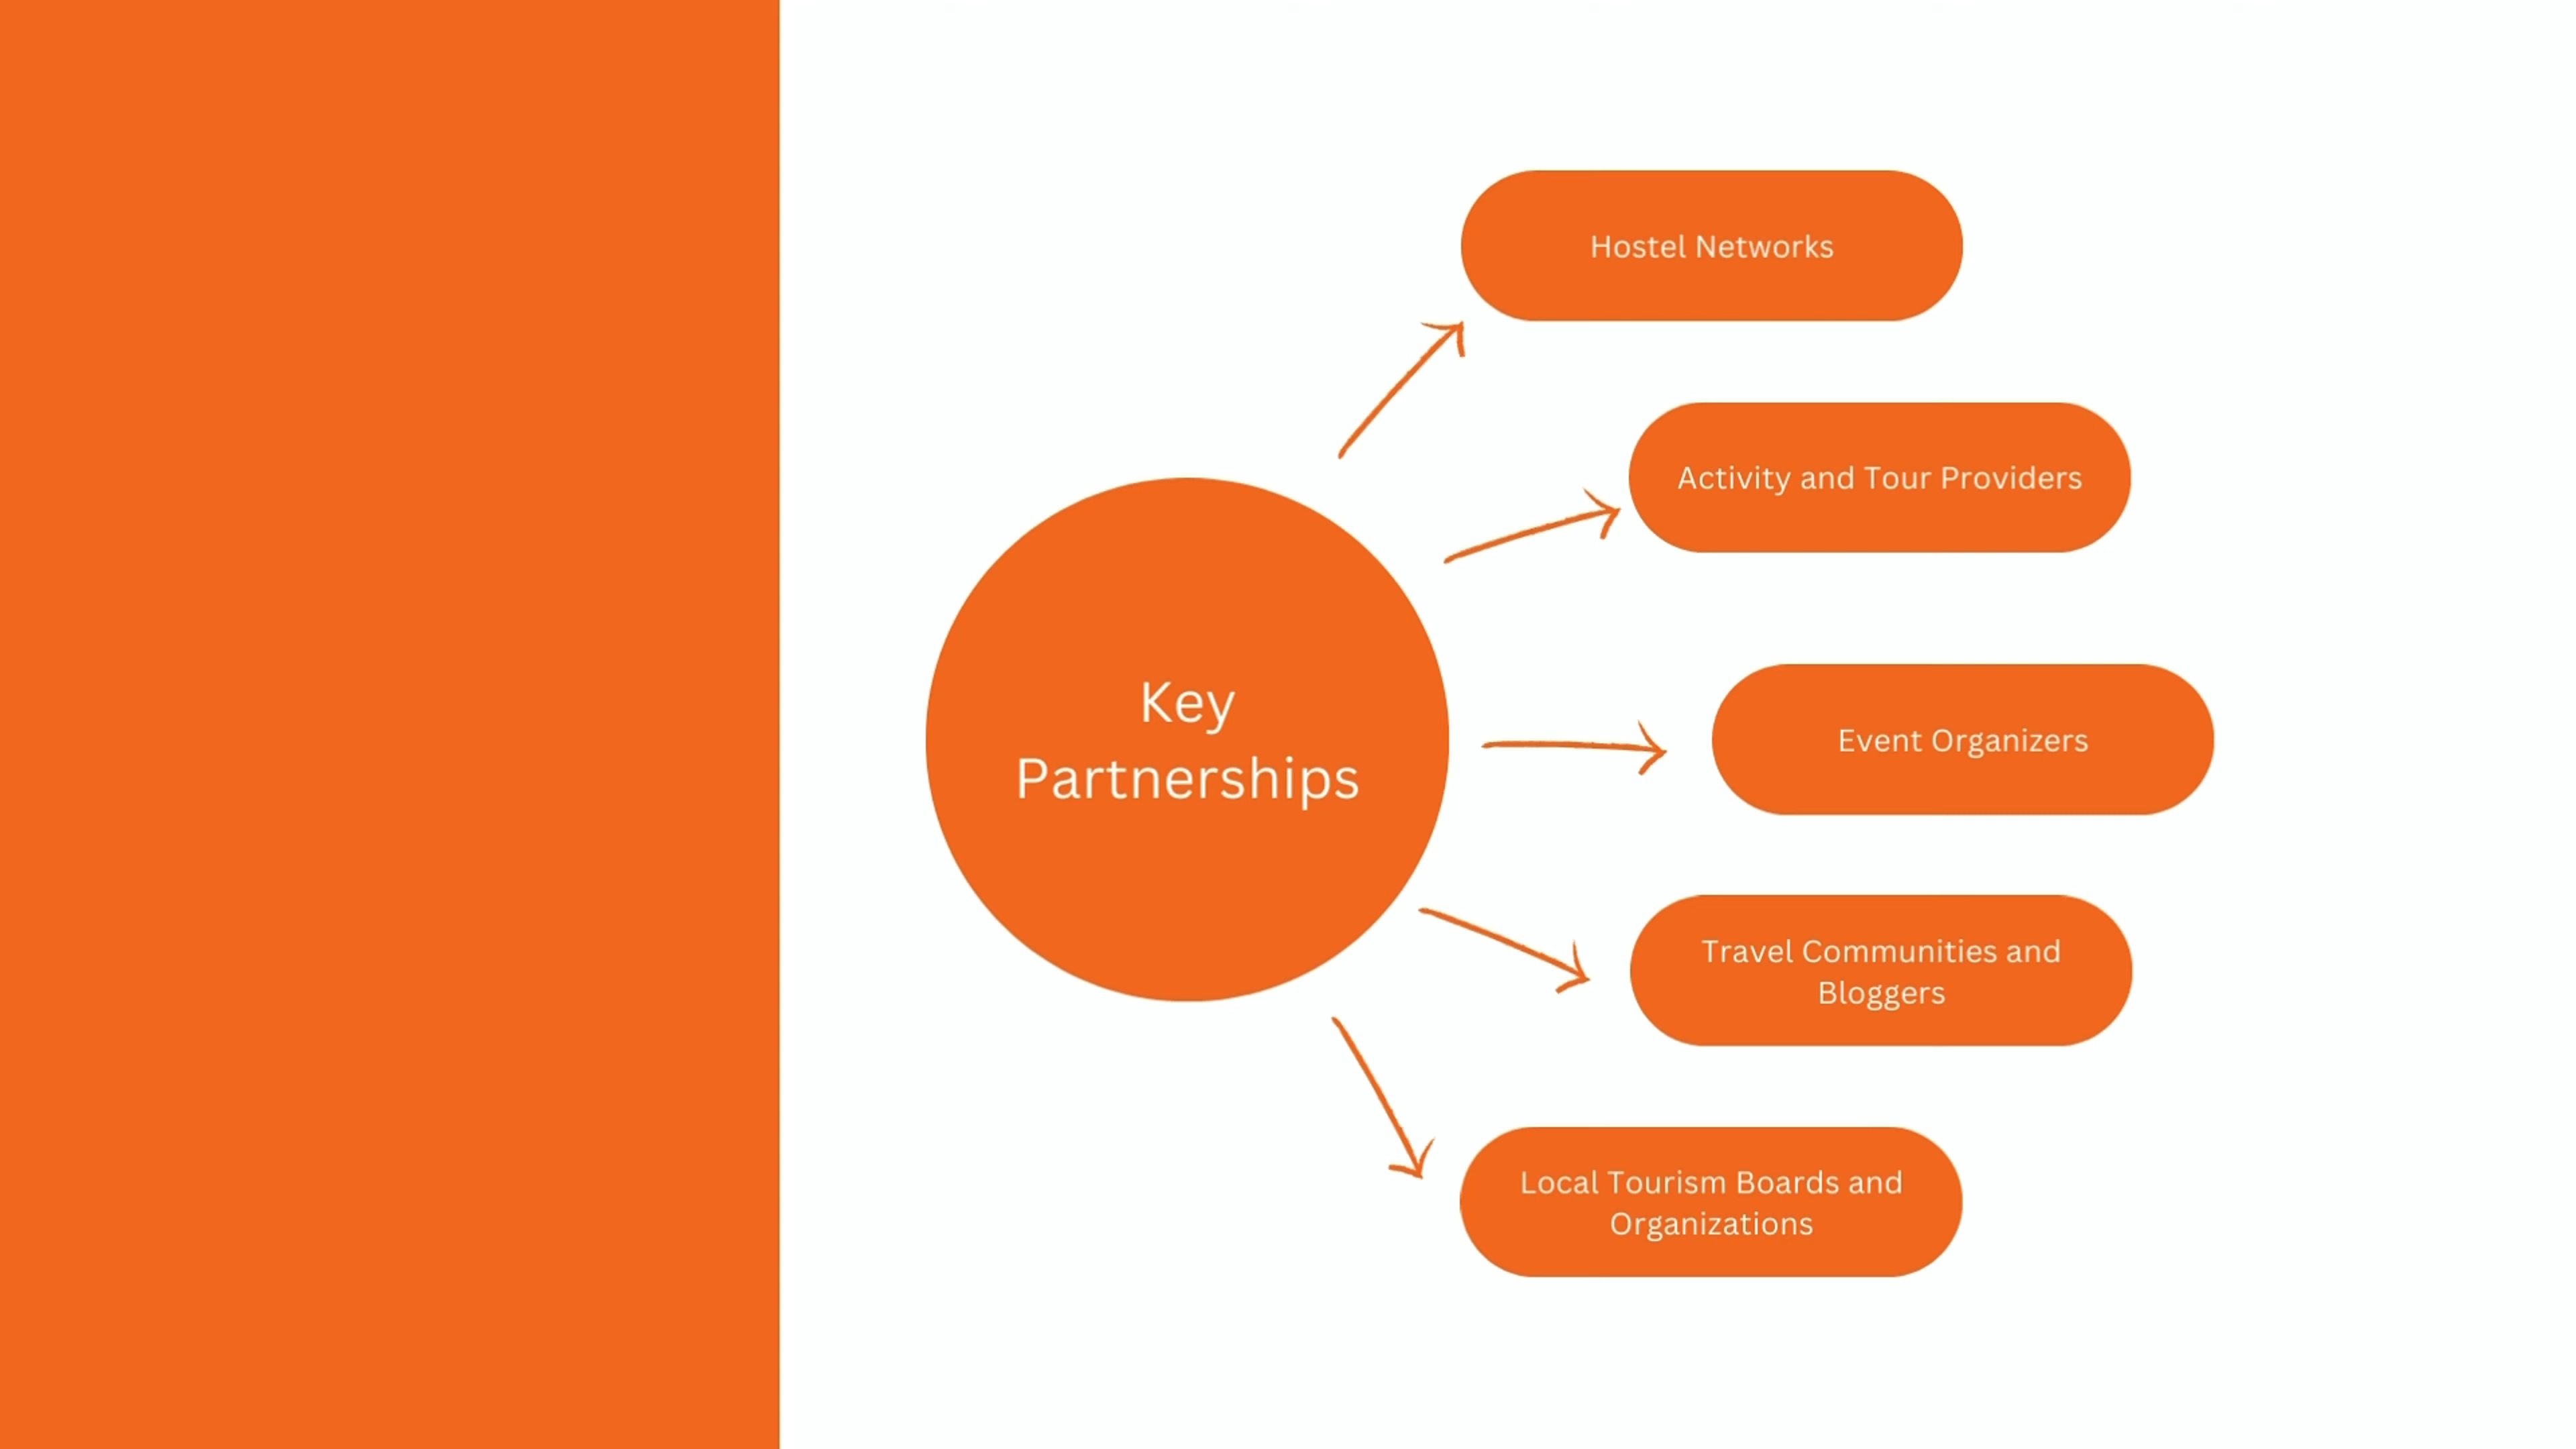 Key
Partnerships
Hostel Networks
Activity and Tour Providers
Event Organizers
Travel Communities and
Bloggers
Local Tourism Boards and
Organizations